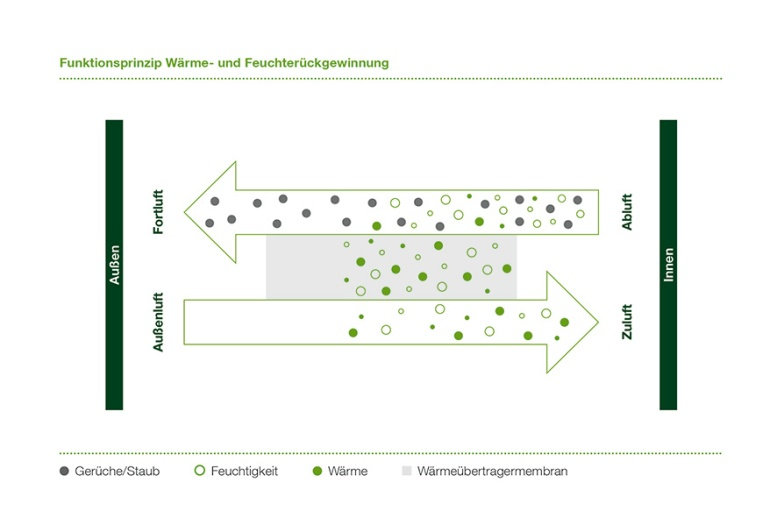 Funktionsprinzip Wärme- und Feuchterückgewinnung
Außen
Fortluft
Abluft
Innen
Außenluft
Zuluft
Gerüche/Staub
Feuchtigkeit
Wärme
Wärmeübertragermembran